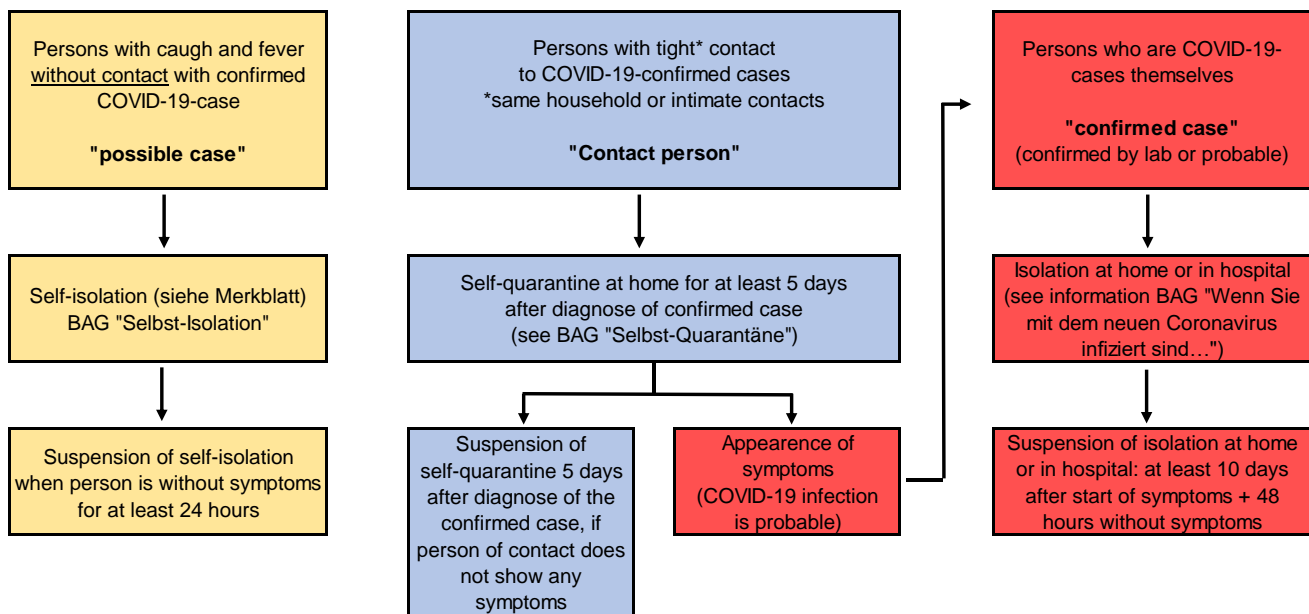 Persons with caugh and fever
without contact with confirmed
COVID-19-case
"possible case"
Self-isolation (siehe Merkblatt)
BAG "Selbst-Isolation"
Suspension of self-isolation
when person is without symptoms
for at least 24 hours
Persons with tight* contact
to COVID-19-confirmed cases
*same household or intimate contacts
"Contact person"
Self-quarantine at home for at least 5 days
after diagnose of confirmed case
(see BAG "Selbst-Quarantäne")
Suspension of
self-quarantine 5 days
after diagnose of the
confirmed case, if
person of contact does
not show any
symptoms
Appearence of
symptoms
(COVID-19 infection
is probable)
Persons who are COVID-19-
cases themselves
"confirmed case"
(confirmed by lab or probable)
Isolation at home or in hospital
(see information BAG "Wenn Sie
mit dem neuen Coronavirus
infiziert sind…")
Suspension of isolation at home
or in hospital: at least 10 days
after start of symptoms + 48
hours without symptoms